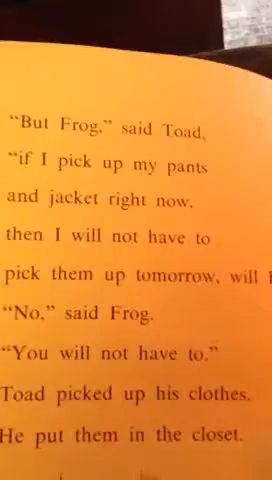 “But Frog,” said Toad,
“if I pick up my pants
and jacket right now,
then I will not have to
pick them up tomorrow, will
“No,” said Frog.
“You will not have to.”
Toad picked up his clothes.
He put them in the closet.